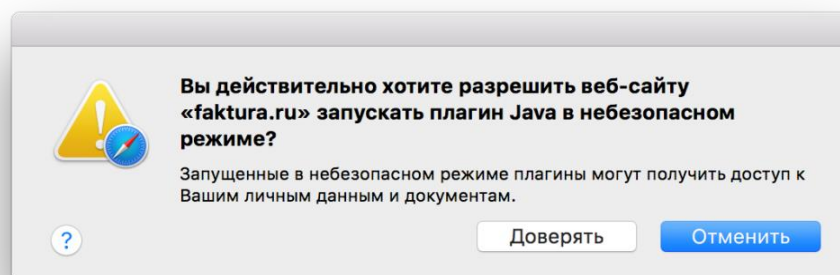 Вы действительно хотите разрешить веб-сайту
«faktura.ru» запускать плагин Java в небезопасном
режиме?
Запущенные в небезопасном режиме плагины могут получить доступ к
Вашим личным данным и документам.
?
Доверять
Отменить